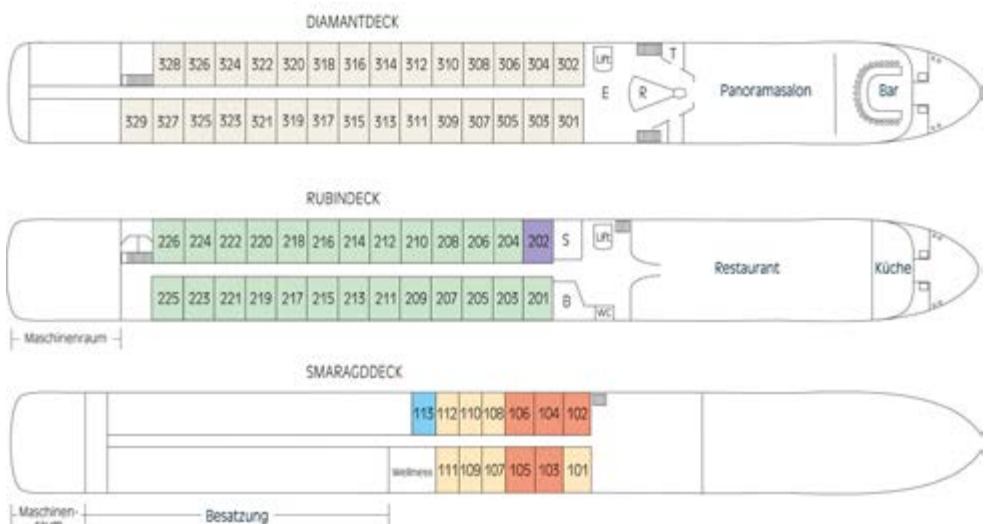 DIAMANTDECK
328 326 324 322 320 318 316 314 312 310 308 306 304 302 Lift T
E R Panoramasalon Bar
329 327 325 323 321 319 317 315 313 311 309 307 305 303 301
RUBINDECK
226 224 222 220 218 216 214 212 210 208 206 204 202 S Lift
Restaurant Küche
225 223 221 219 217 215 213 211 209 207 205 203 201 B WC
Maschinenraum
SMARAGDDECK
113 112 110 108 106 104 102
Wellness 111 109 107 105 103 101
Maschinen-
raum Besatzung